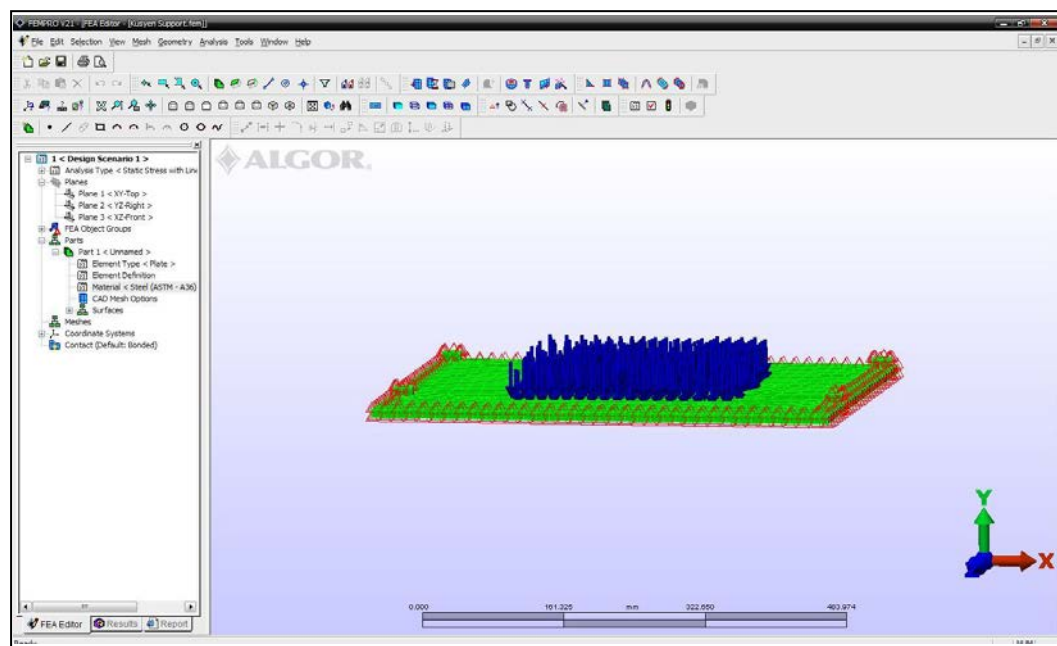 FEMPRO v21 - [FEA Editor - [Kusyen Support.fem]]
File Edit Selection View Mesh Geometry Analysis Tools Window Help
1 < Design Scenario 1 >
Analysis Type < Static Stress with Line
Planes
Plane 1 < XY-Top >
Plane 2 < YZ-Right >
Plane 3 < XZ-Front >
FEA Object Groups
Parts
Part 1 < Unnamed >
Element Type < Plate >
Element Definition
Material < Steel (ASTM - A36)
CAD Mesh Options
Surfaces
Meshes
Coordinate Systems
Contact (Default: Bonded)
ALGOR.
Y
X
0.000 161.325 mm 322.650 483.974
FEA Editor Results Report
Ready
NUM